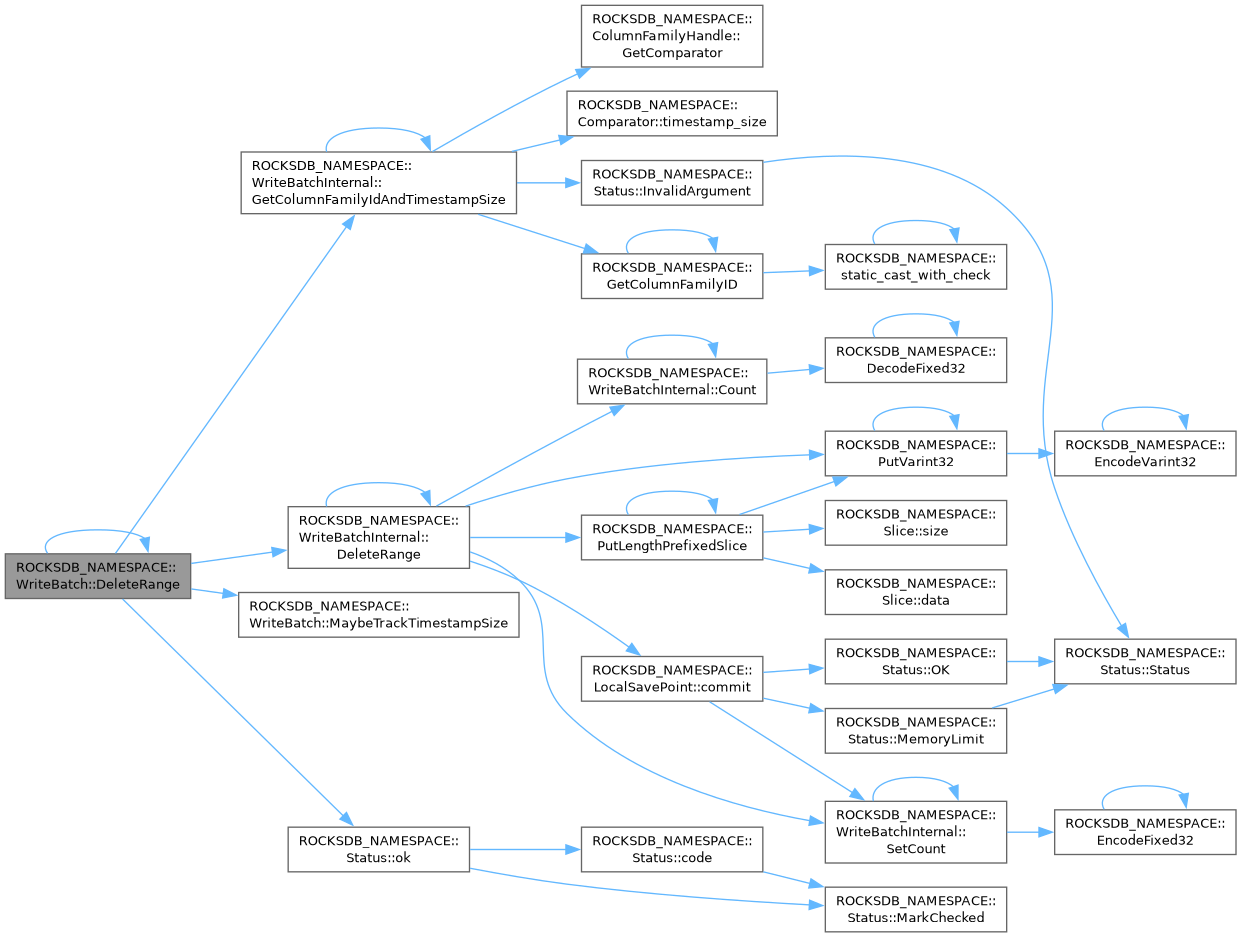 ROCKSDB_NAMESPACE::
WriteBatch::DeleteRange
ROCKSDB_NAMESPACE::
WriteBatchInternal::
GetColumnFamilyIdAndTimestampSize
ROCKSDB_NAMESPACE::
WriteBatchInternal::
DeleteRange
ROCKSDB_NAMESPACE::
WriteBatch::MaybeTrackTimestampSize
ROCKSDB_NAMESPACE::
Status::ok
ROCKSDB_NAMESPACE::
ColumnFamilyHandle::
GetComparator
ROCKSDB_NAMESPACE::
Comparator::timestamp_size
ROCKSDB_NAMESPACE::
Status::InvalidArgument
ROCKSDB_NAMESPACE::
GetColumnFamilyID
ROCKSDB_NAMESPACE::
WriteBatchInternal::Count
ROCKSDB_NAMESPACE::
PutLengthPrefixedSlice
ROCKSDB_NAMESPACE::
LocalSavePoint::commit
ROCKSDB_NAMESPACE::
Status::code
ROCKSDB_NAMESPACE::
static_cast_with_check
ROCKSDB_NAMESPACE::
DecodeFixed32
ROCKSDB_NAMESPACE::
PutVarint32
ROCKSDB_NAMESPACE::
Slice::size
ROCKSDB_NAMESPACE::
Slice::data
ROCKSDB_NAMESPACE::
Status::OK
ROCKSDB_NAMESPACE::
Status::MemoryLimit
ROCKSDB_NAMESPACE::
WriteBatchInternal::
SetCount
ROCKSDB_NAMESPACE::
Status::MarkChecked
ROCKSDB_NAMESPACE::
EncodeVarint32
ROCKSDB_NAMESPACE::
Status::Status
ROCKSDB_NAMESPACE::
EncodeFixed32